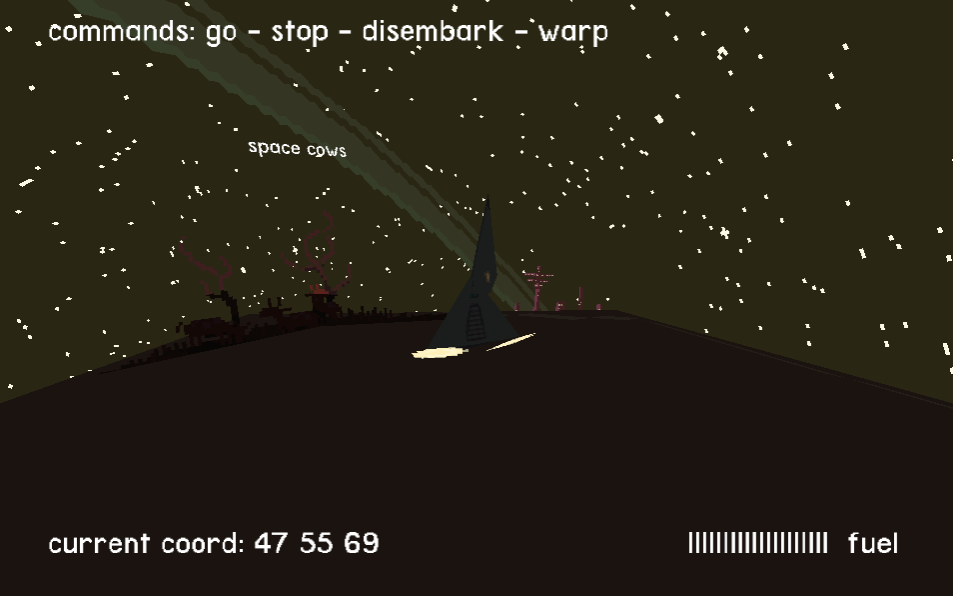 commands: go - stop - disembark - warp
space cows
current coord: 47 55 69
fuel